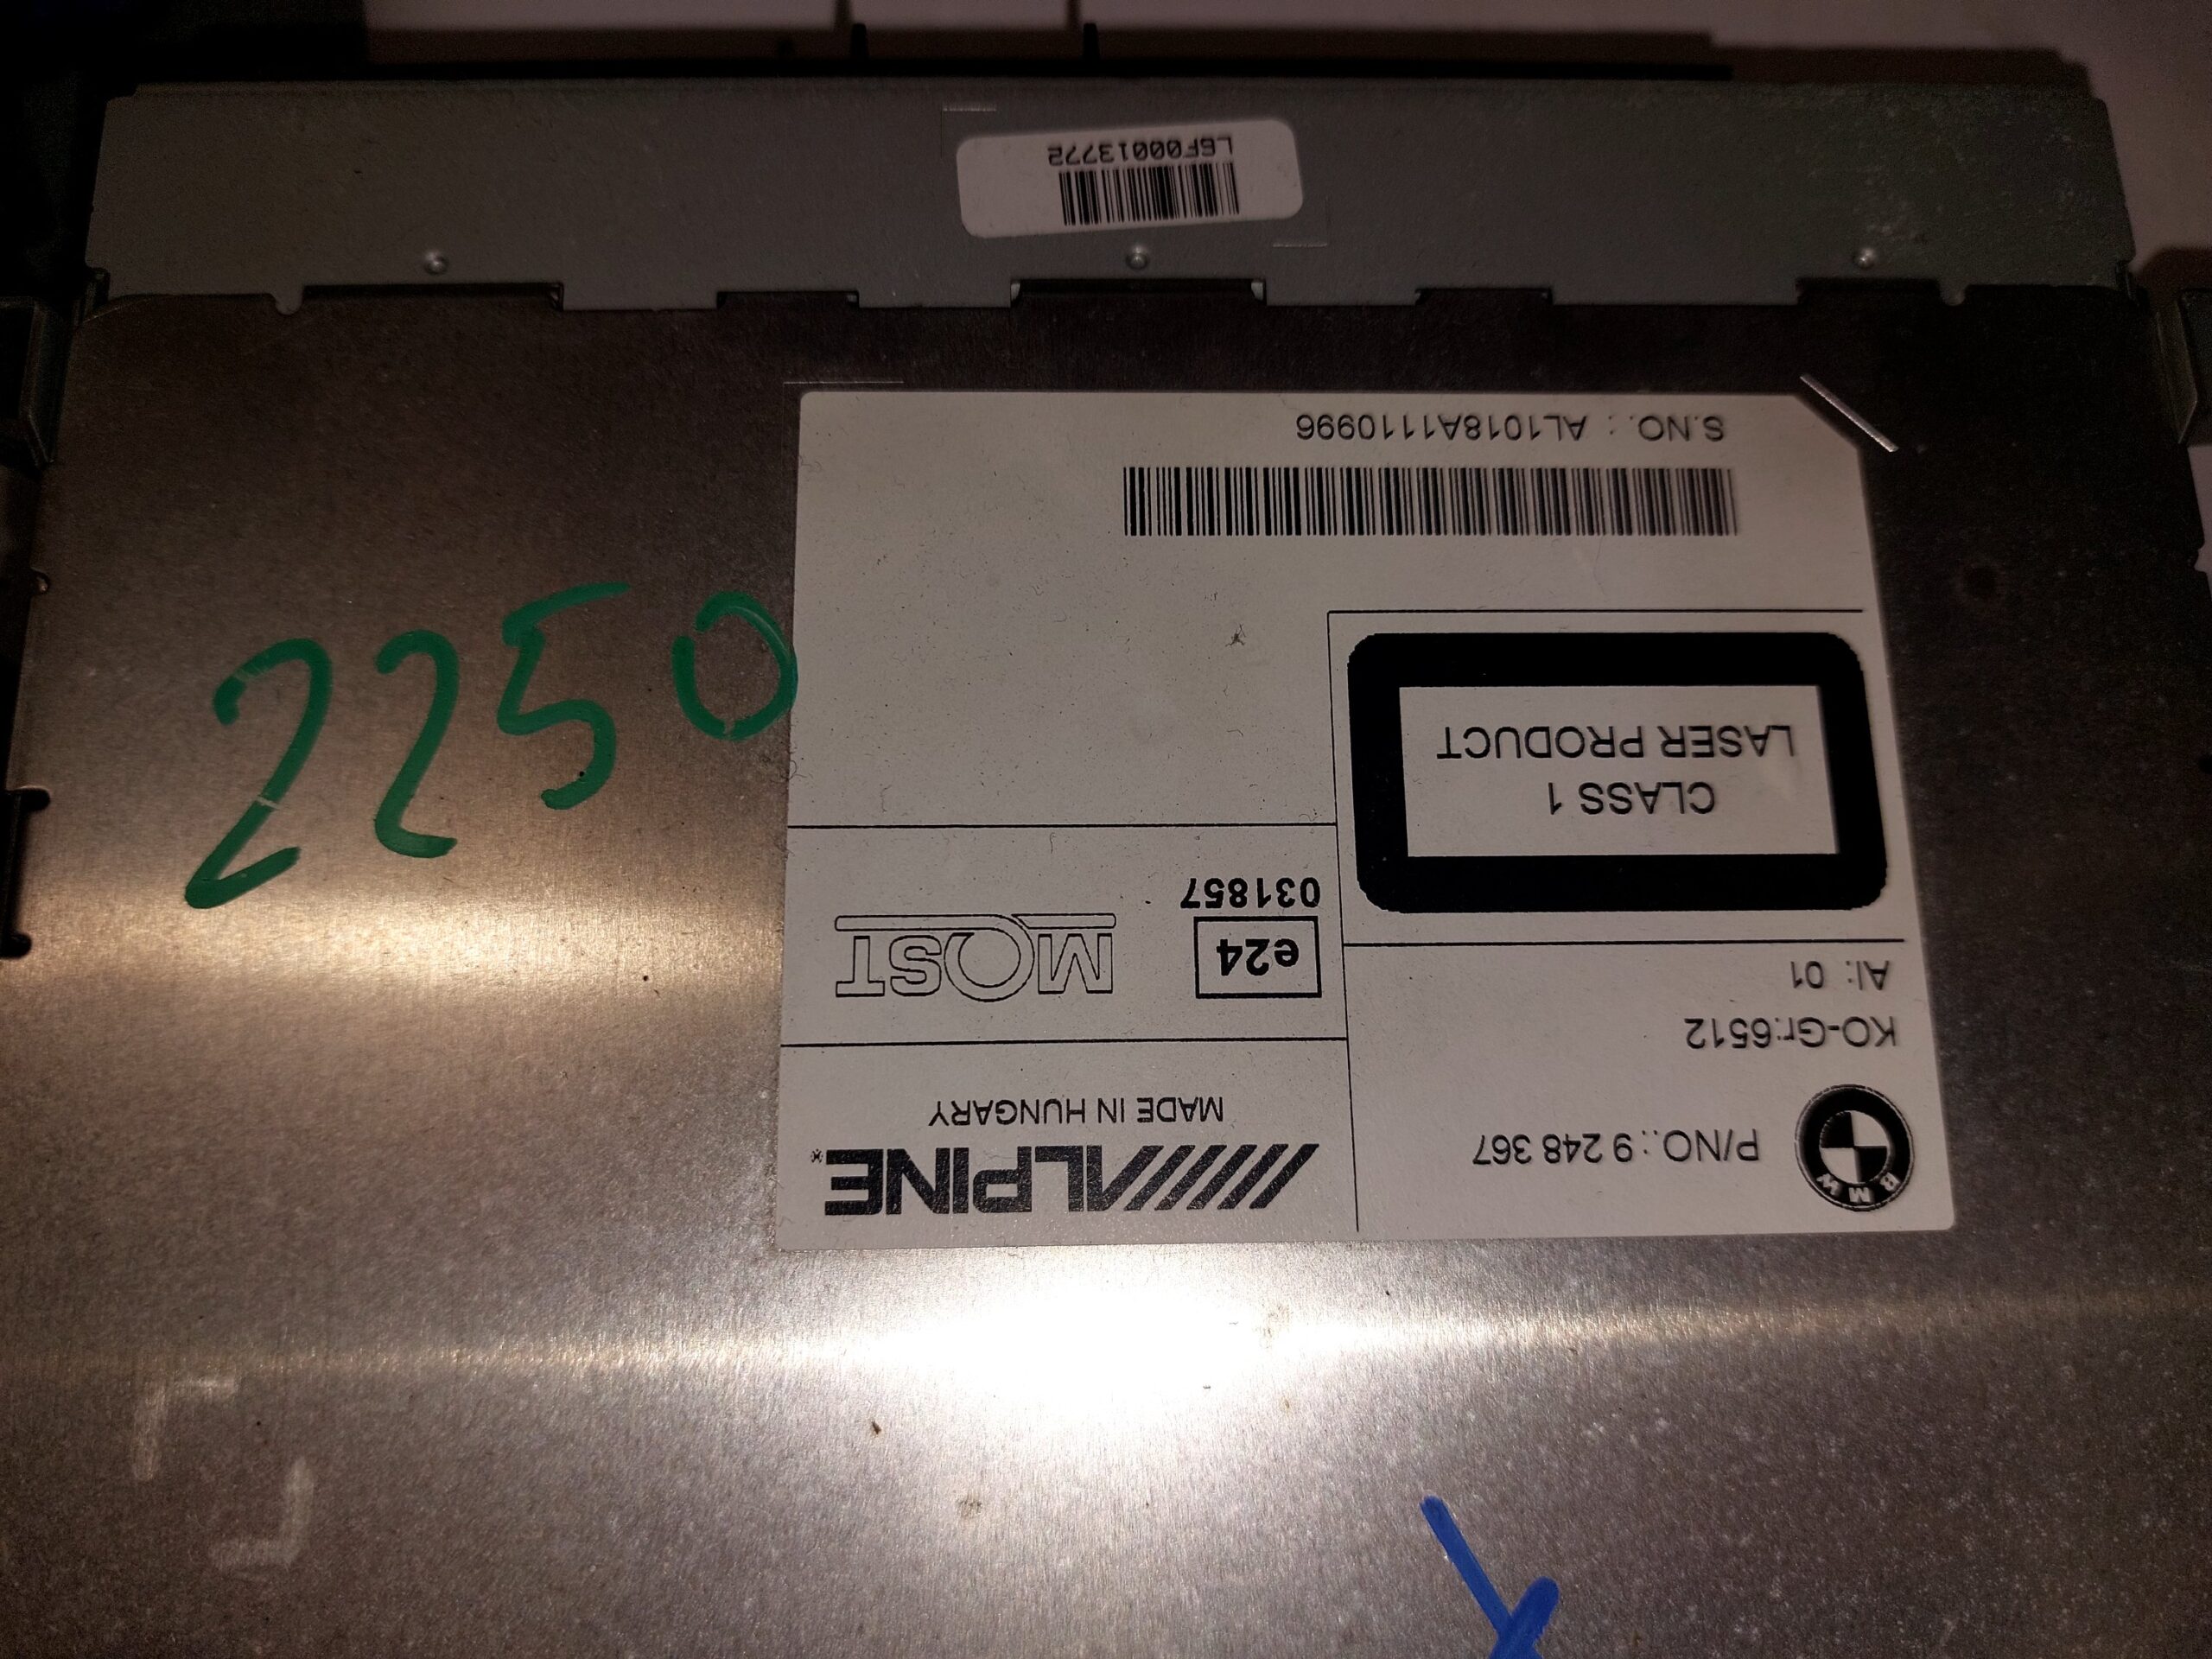 2250
BMW
P/NO.: 9 248 367
KO-Gr:6512
AI: 01
CLASS 1
LASER PRODUCT
ALPINE
MADE IN HUNGARY
MOST
e24
031857
S.NO. : AL1018A1110996
L6F00013772